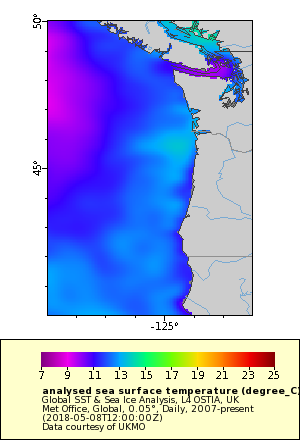 50°
45°
-125°
7 9 11 13 15 17 19 21 23 25
analysed sea surface temperature (degree_C)
Global SST & Sea Ice Analysis, L4 OSTIA, UK
Met Office, Global, 0.05°, Daily, 2007-present
(2018-05-08T12:00:00Z)
Data courtesy of UKMO